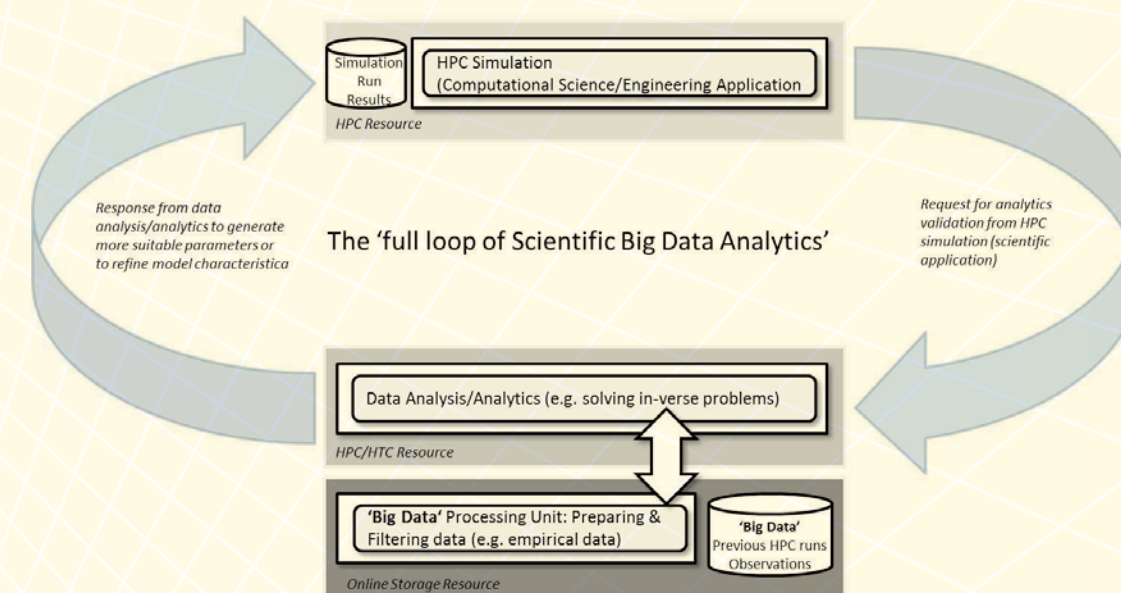 Simulation
Run
Results
HPC Simulation
(Computational Science/Engineering Application
HPC Resource
Response from data
analysis/analytics to generate
more suitable parameters or
to refine model characteristica
The ‘full loop of Scientific Big Data Analytics’
Request for analytics
validation from HPC
simulation (scientific
application)
Data Analysis/Analytics (e.g. solving in-verse problems)
HPC/HTC Resource
‘Big Data‘ Processing Unit: Preparing &
Filtering data (e.g. empirical data)
‘Big Data’
Previous HPC runs
Observations
Online Storage Resource